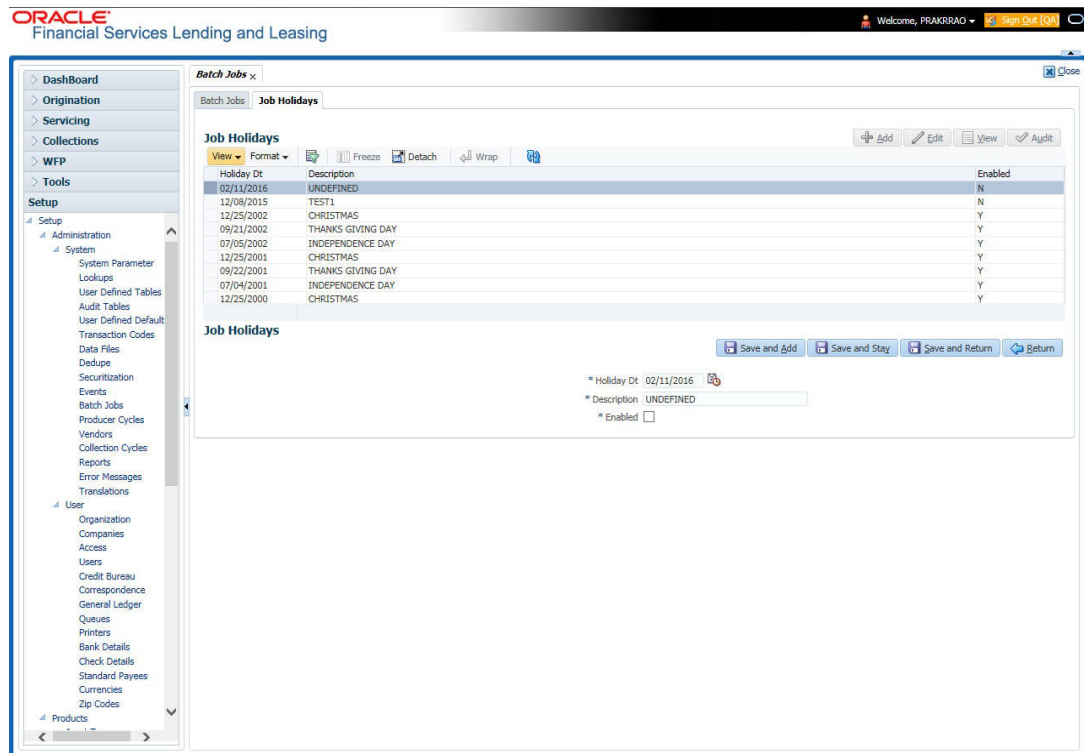 ORACLE
Financial Services Lending and Leasing
Welcome, PRAKRRAO
Sign Out [QA]
DashBoard
Origination
Servicing
Collections
WFP
Tools
Setup
Setup
Administration
System
System Parameter
Lookups
User Defined Tables
Audit Tables
User Defined Default
Transaction Codes
Data Files
Dedupe
Securitization
Events
Batch Jobs
Producer Cycles
Vendors
Collection Cycles
Reports
Error Messages
Translations
User
Organization
Companies
Access
Users
Credit Bureau
Correspondence
General Ledger
Queues
Printers
Bank Details
Check Details
Standard Payees
Currencies
Zip Codes
Products
Batch Jobs
Close
Batch Jobs Job Holidays
Job Holidays
Add Edit View Audit
View Format Freeze Detach Wrap
Holiday Dt Description Enabled
02/11/2016 UNDEFINED N
12/08/2015 TEST1 N
12/25/2002 CHRISTMAS Y
09/21/2002 THANKS GIVING DAY Y
07/05/2002 INDEPENDENCE DAY Y
12/25/2001 CHRISTMAS Y
09/22/2001 THANKS GIVING DAY Y
07/04/2001 INDEPENDENCE DAY Y
12/25/2000 CHRISTMAS Y
Job Holidays
Save and Add Save and Stay Save and Return Return
* Holiday Dt 02/11/2016
* Description UNDEFINED
* Enabled